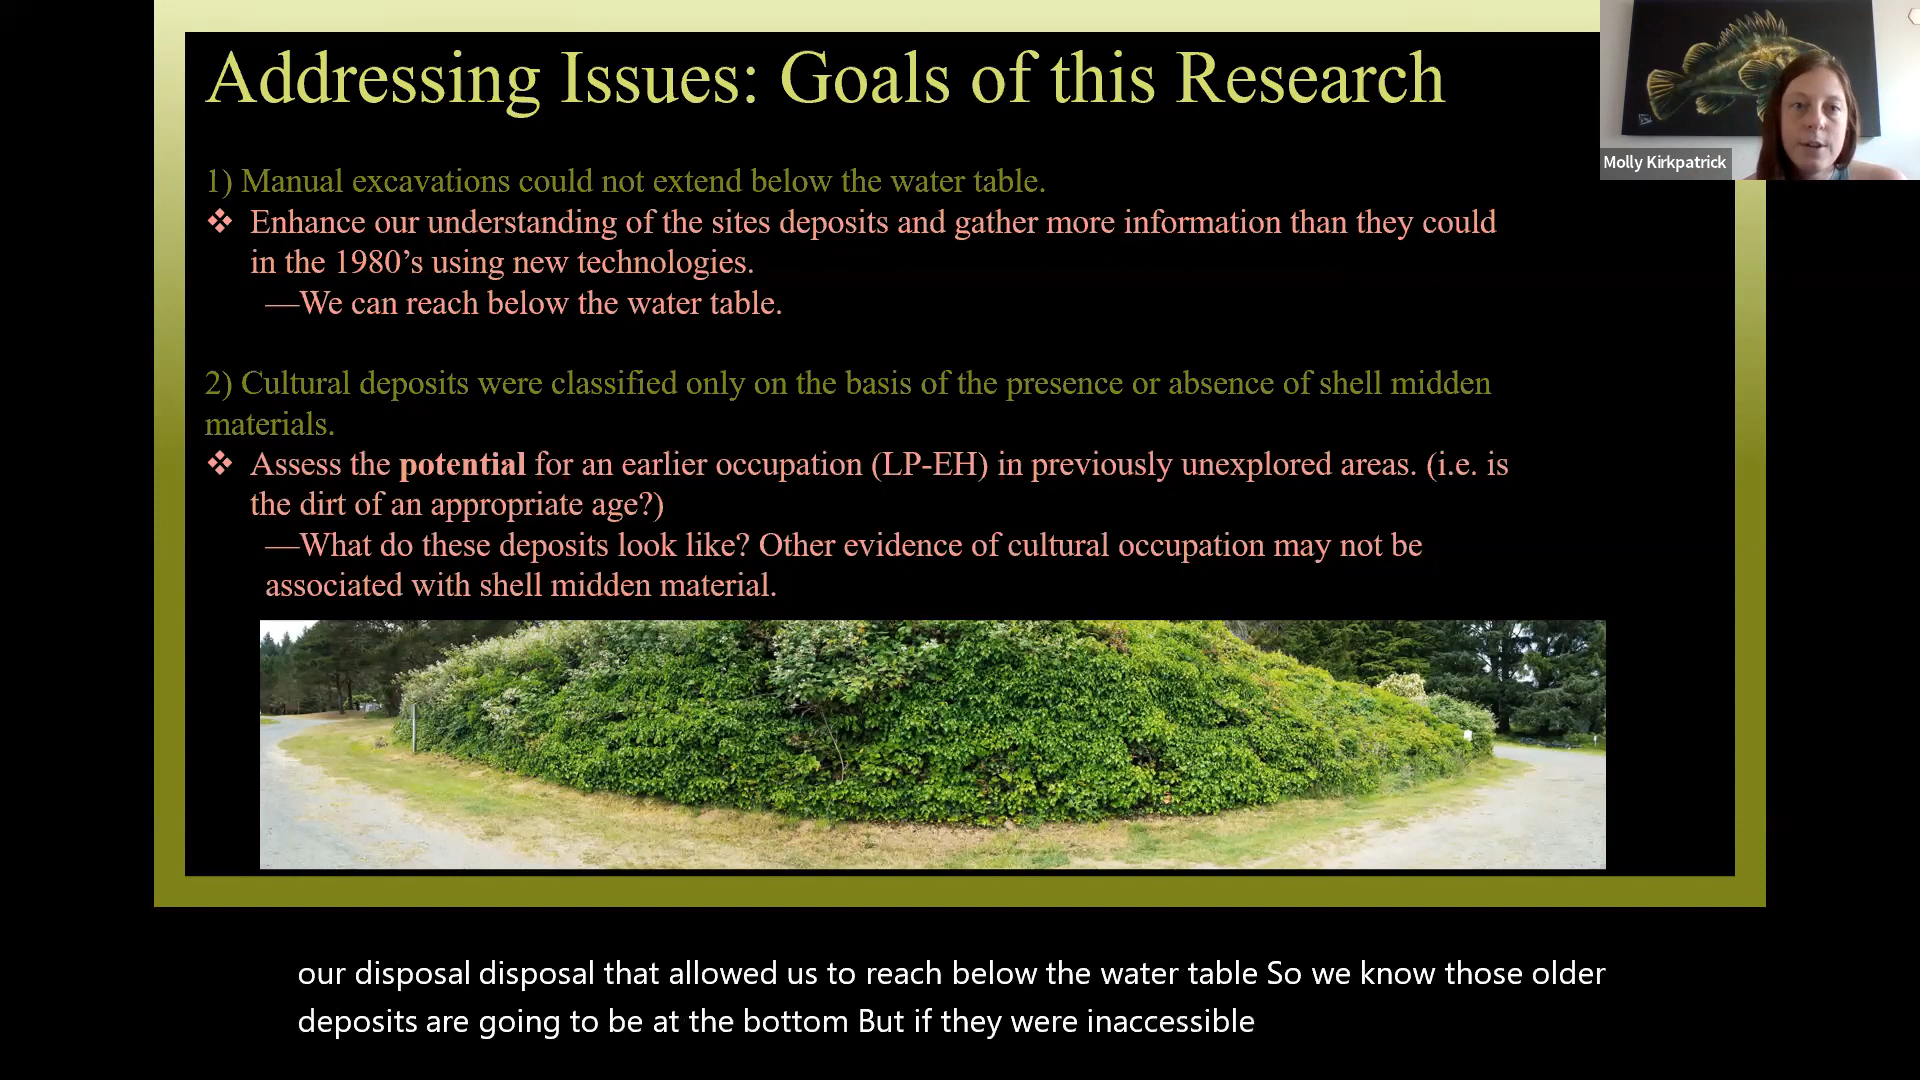 Addressing Issues: Goals of this Research
Molly Kirkpatrick
1) Manual excavations could not extend below the water table.
❖ Enhance our understanding of the sites deposits and gather more information than they could
in the 1980’s using new technologies.
—We can reach below the water table.
2) Cultural deposits were classified only on the basis of the presence or absence of shell midden
materials.
❖ Assess the potential for an earlier occupation (LP-EH) in previously unexplored areas. (i.e. is
the dirt of an appropriate age?)
—What do these deposits look like? Other evidence of cultural occupation may not be
associated with shell midden material.
our disposal disposal that allowed us to reach below the water table So we know those older
deposits are going to be at the bottom But if they were inaccessible